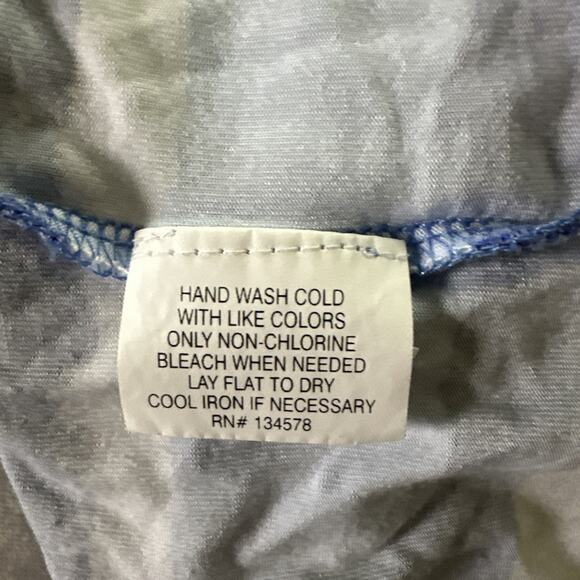 HAND WASH COLD
WITH LIKE COLORS
ONLY NON-CHLORINE
BLEACH WHEN NEEDED
LAY FLAT TO DRY
COOL IRON IF NECESSARY
RN# 134578